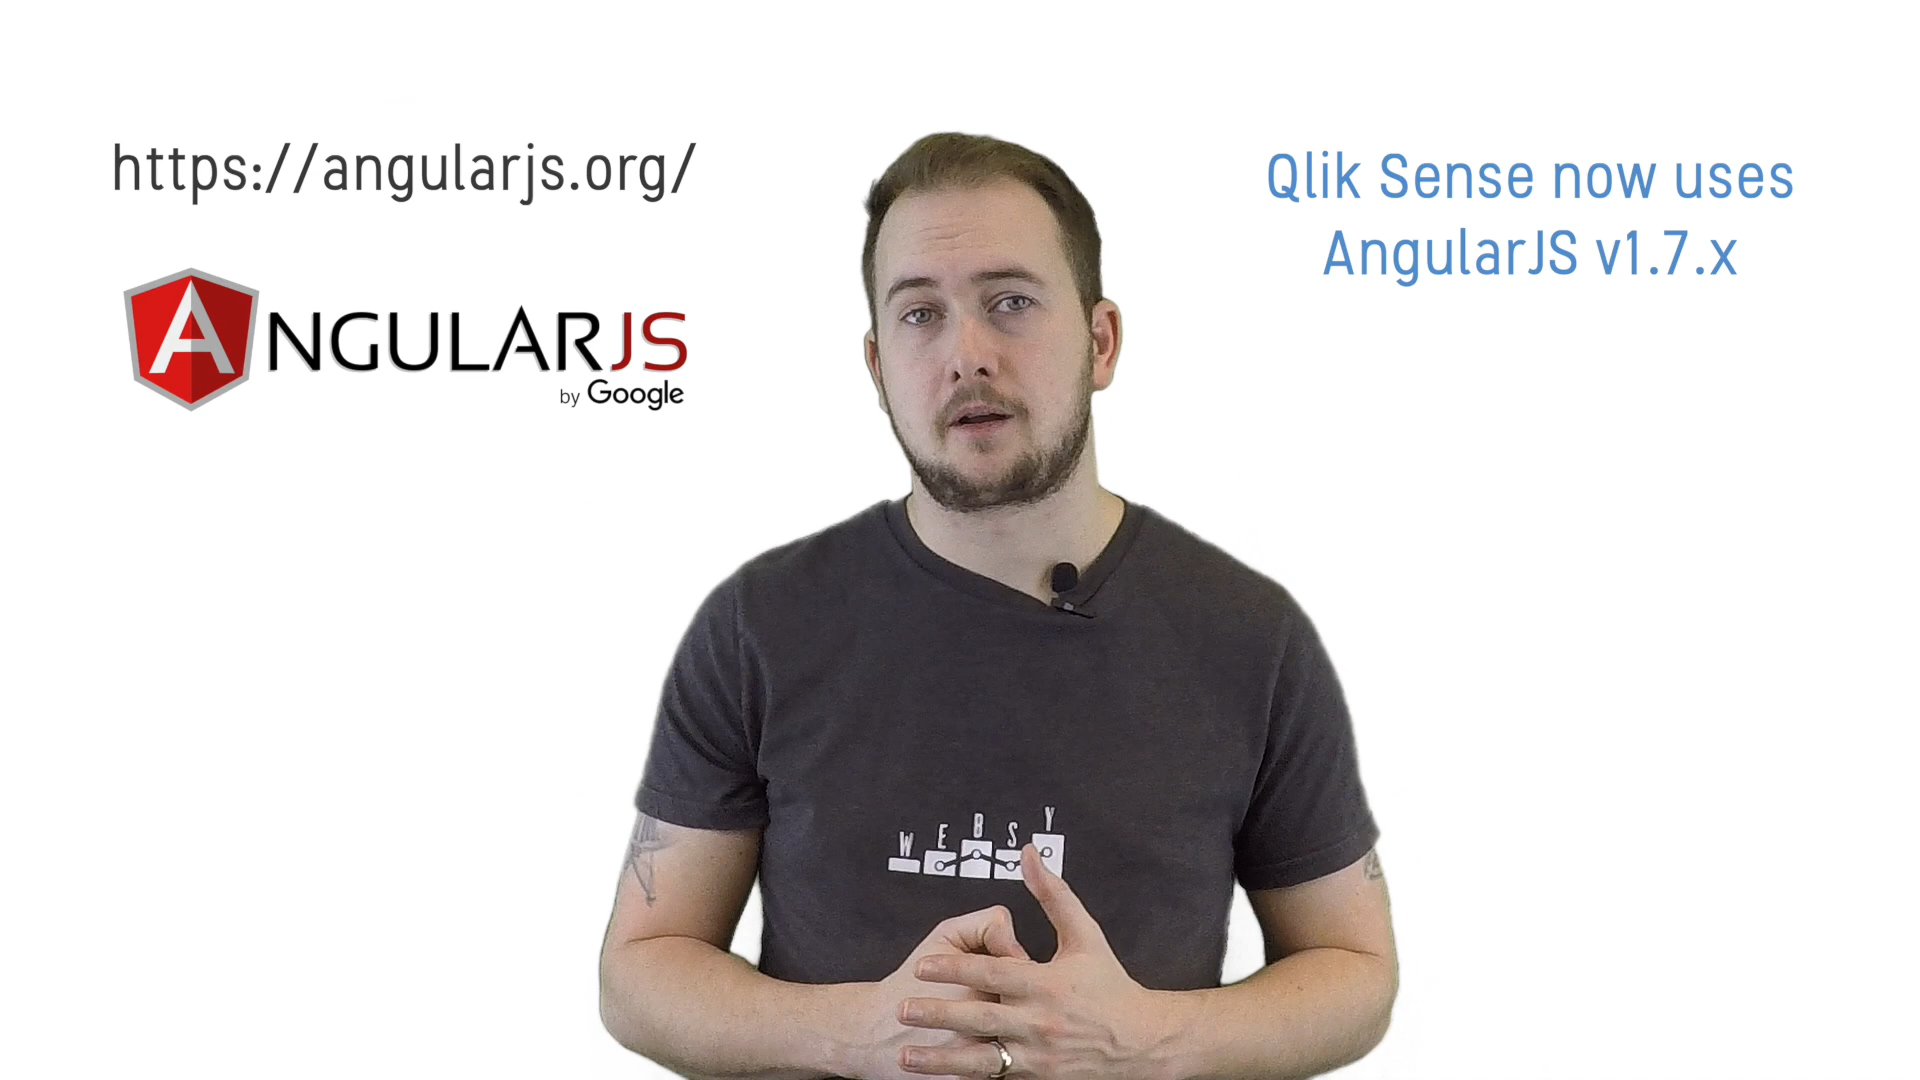 https://angularjs.org/
ANGULARJS
by Google
Qlik Sense now uses
AngularJS v1.7.x
WEBSY